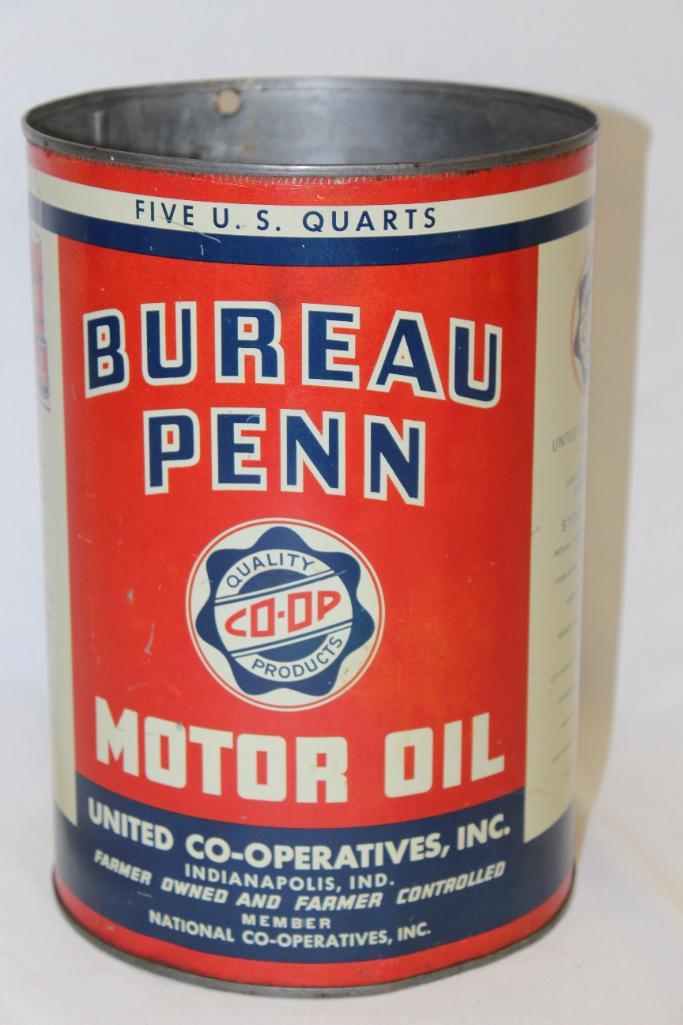 FIVE U.S. QUARTS
BUREAU
PENN
QUALITY
CO-OP
PRODUCTS
MOTOR OIL
UNITED CO-OPERATIVES, INC.
INDIANAPOLIS, IND.
FARMER OWNED AND FARMER CONTROLLED
MEMBER
NATIONAL CO-OPERATIVES, INC.
UNITED